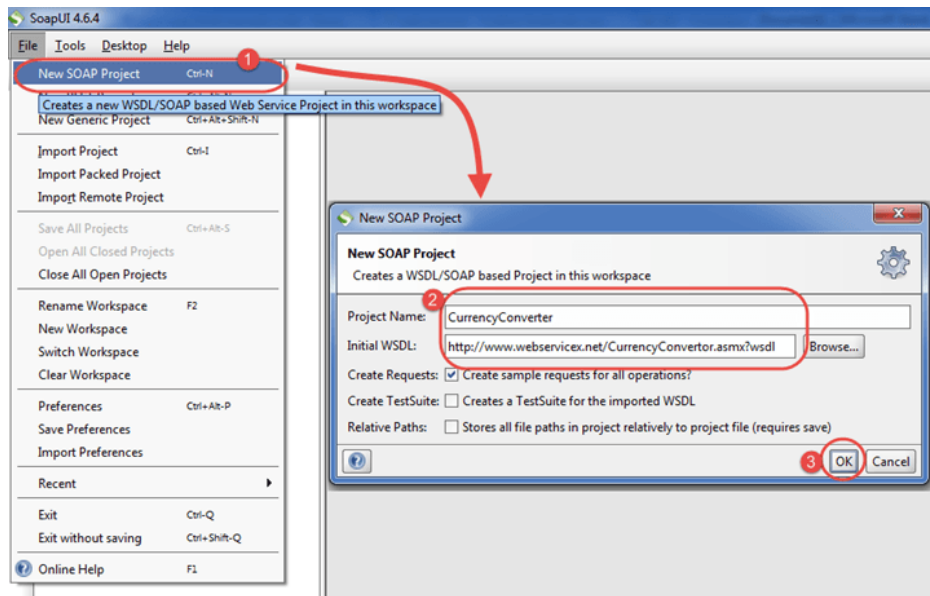 SoapUI 4.6.4
File Tools Desktop Help
1
New SOAP Project Ctrl-N
Creates a new WSDL/SOAP based Web Service Project in this workspace
New Generic Project Ctrl+Alt+Shift-N
Import Project Ctrl-I
Import Packed Project
Import Remote Project
Save All Projects Ctrl+Alt-S
Open All Closed Projects
Close All Open Projects
Rename Workspace F2
New Workspace
Switch Workspace
Clear Workspace
Preferences Ctrl+Alt-P
Save Preferences
Import Preferences
Recent
Exit Ctrl-Q
Exit without saving Ctrl+Shift-Q
Online Help F1
New SOAP Project
New SOAP Project
Creates a WSDL/SOAP based Project in this workspace
2
Project Name: CurrencyConverter
Initial WSDL: http://www.webservicex.net/CurrencyConvertor.asmx?wsdl Browse...
Create Requests: Create sample requests for all operations?
Create TestSuite: Creates a TestSuite for the imported WSDL
Relative Paths: Stores all file paths in project relatively to project file (requires save)
3 OK Cancel